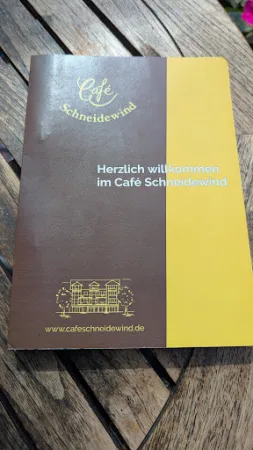 Café
Schneidewind
Herzlich willkommen
im Café Schneidewind
www.cafeschneidewind.de